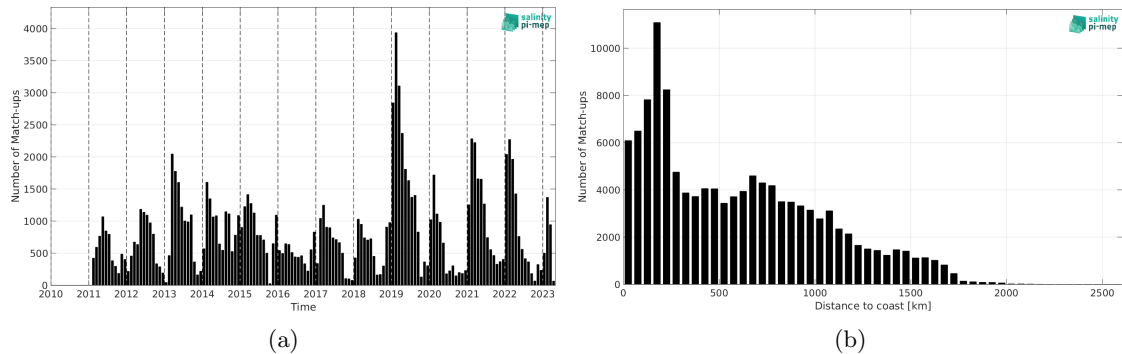 salinity
pi-mep
Number of Match-ups
4000
3500
3000
2500
2000
1500
1000
500
0
2010 2011 2012 2013 2014 2015 2016 2017 2018 2019 2020 2021 2022 2023
Time
(a)
salinity
pi-mep
Number of Match-ups
10000
8000
6000
4000
2000
0
0 500 1000 1500 2000 2500
Distance to coast [km]
(b)